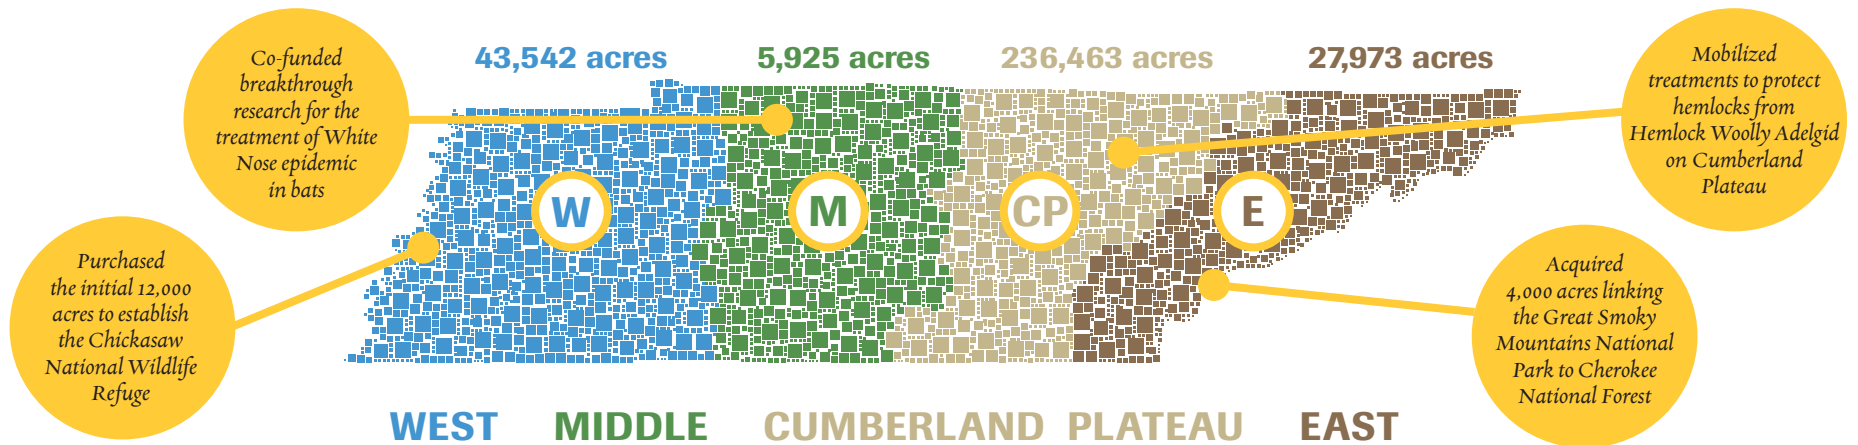 Co-funded
breakthrough
research for the
treatment of White
Nose epidemic
in bats
43,542 acres
5,925 acres
236,463 acres
27,973 acres
Mobilized
treatments to protect
hemlocks from
Hemlock Woolly Adelgid
on Cumberland
Plateau
W
M
CP
E
Purchased
the initial 12,000
acres to establish
the Chickasaw
National Wildlife
Refuge
Acquired
4,000 acres linking
the Great Smoky
Mountains National
Park to Cherokee
National Forest
WEST
MIDDLE
CUMBERLAND PLATEAU
EAST